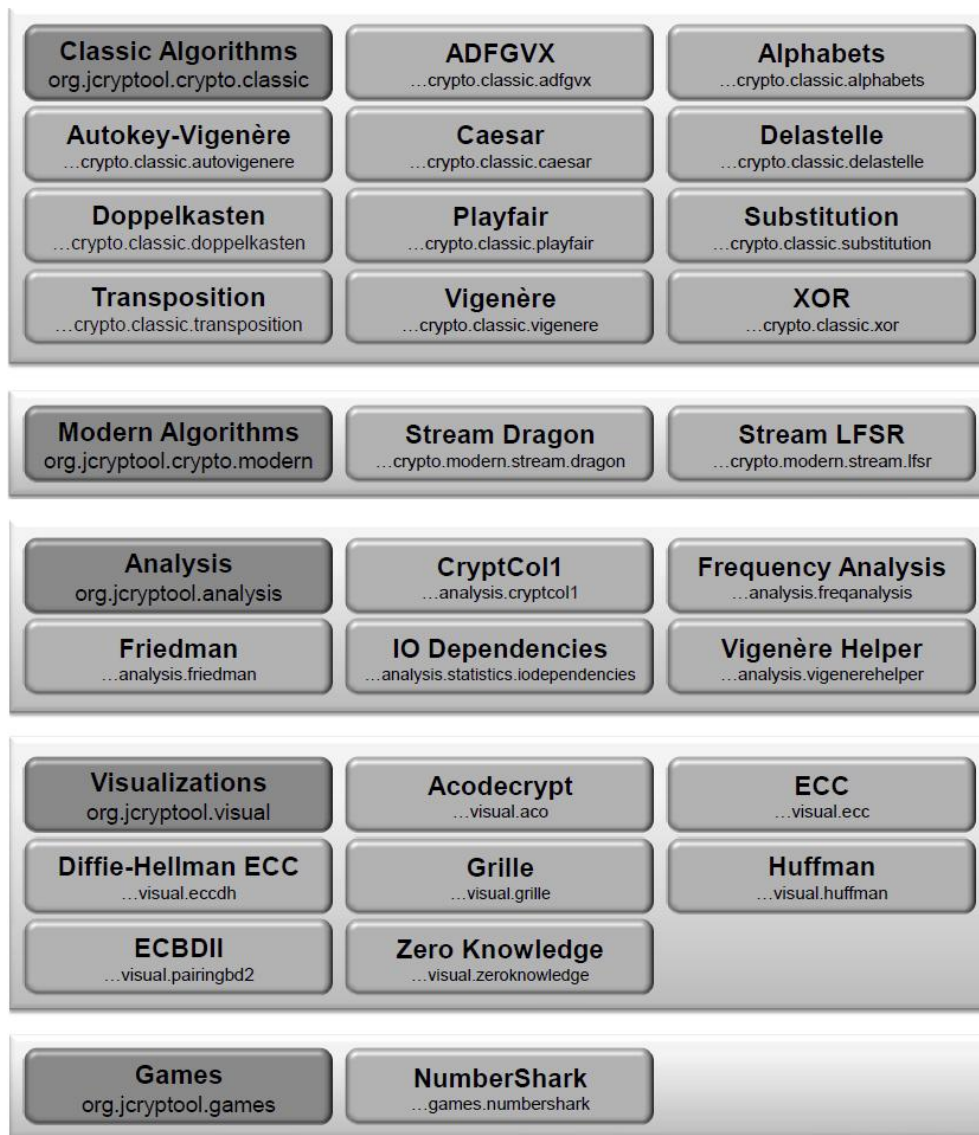 Classic Algorithms
org.jcryptool.crypto.classic
ADFGVX
…crypto.classic.adfgvx
Alphabets
…crypto.classic.alphabets
Autokey-Vigenère
…crypto.classic.autovigenere
Caesar
…crypto.classic.caesar
Delastelle
…crypto.classic.delastelle
Doppelkasten
…crypto.classic.doppelkasten
Playfair
…crypto.classic.playfair
Substitution
…crypto.classic.substitution
Transposition
…crypto.classic.transposition
Vigenère
…crypto.classic.vigenere
XOR
…crypto.classic.xor
Modern Algorithms
org.jcryptool.crypto.modern
Stream Dragon
…crypto.modern.stream.dragon
Stream LFSR
…crypto.modern.stream.lfsr
Analysis
org.jcryptool.analysis
CryptCol1
…analysis.cryptcol1
Frequency Analysis
…analysis.freqanalysis
Friedman
…analysis.friedman
IO Dependencies
…analysis.statistics.iodependencies
Vigenère Helper
…analysis.vigenerehelper
Visualizations
org.jcryptool.visual
Acodecrypt
…visual.aco
ECC
…visual.ecc
Diffie-Hellman ECC
…visual.eccdh
Grille
…visual.grille
Huffman
…visual.huffman
ECBDII
…visual.pairingbd2
Zero Knowledge
…visual.zeroknowledge
Games
org.jcryptool.games
NumberShark
…games.numbershark